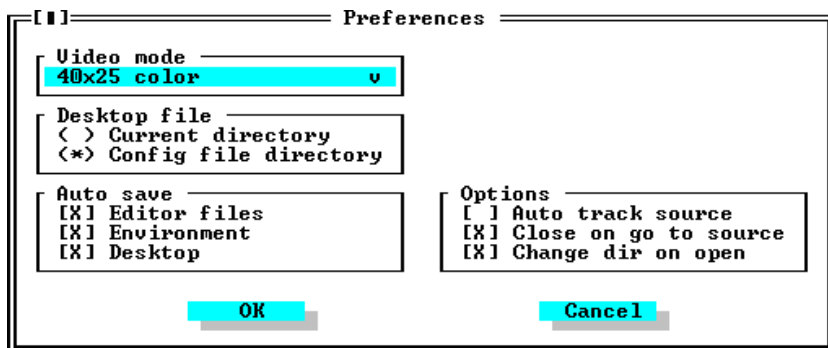 [▮] Preferences
Video mode
40x25 color v
Desktop file
( ) Current directory
(*) Config file directory
Auto save
[X] Editor files
[X] Environment
[X] Desktop
Options
[ ] Auto track source
[X] Close on go to source
[X] Change dir on open
OK Cancel